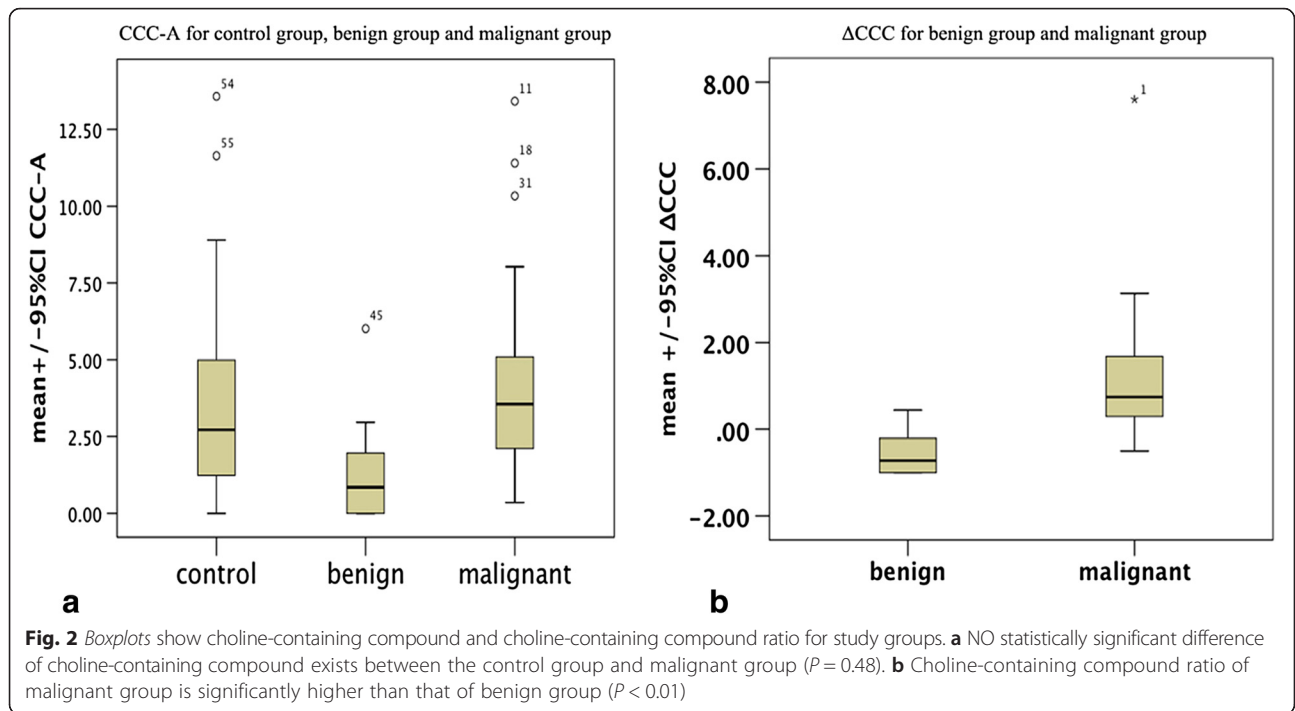 CCC-A for control group, benign group and malignant group
mean+/-95%CI CCC-A
12.50
10.00
7.50
5.00
2.50
0.00
54
55
45
11
18
31
control benign malignant
a
ΔCCC for benign group and malignant group
mean +/-95%CI ΔCCC
8.00
6.00
4.00
2.00
.00
-2.00
*1
benign malignant
b
Fig. 2 Boxplots show choline-containing compound and choline-containing compound ratio for study groups. a NO statistically significant difference
of choline-containing compound exists between the control group and malignant group (P = 0.48). b Choline-containing compound ratio of
malignant group is significantly higher than that of benign group (P < 0.01)